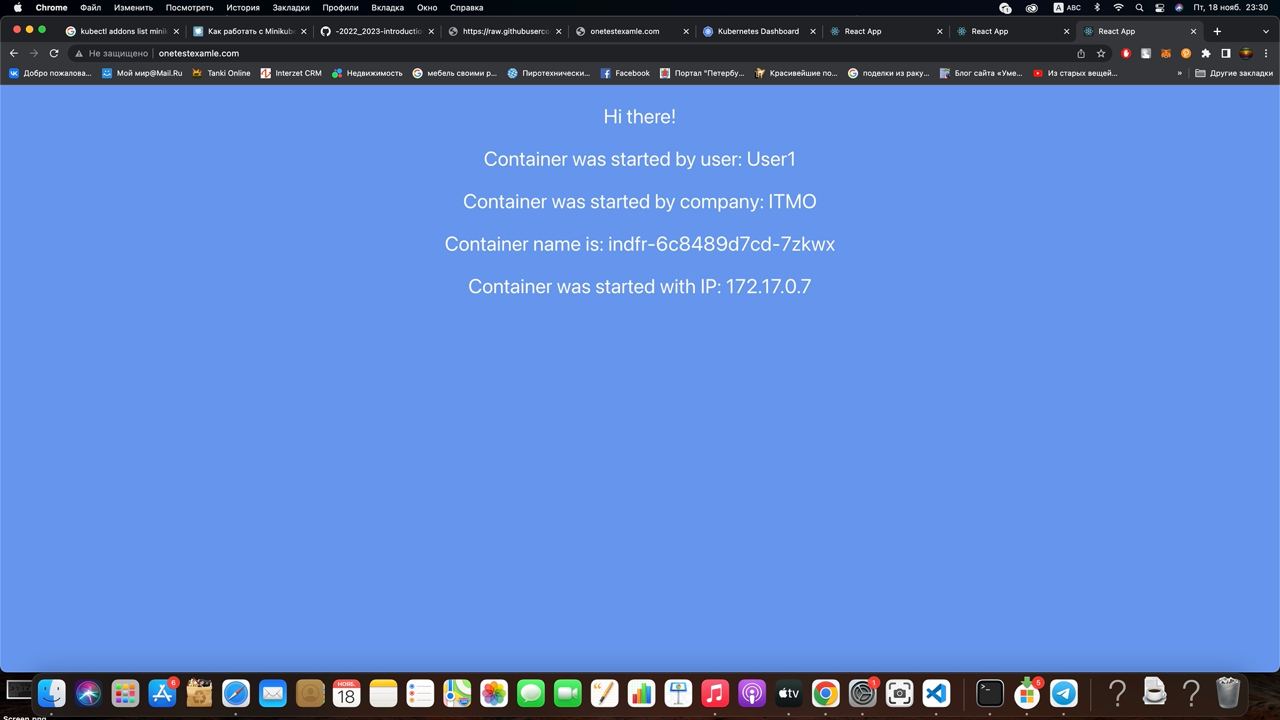 Chrome Файл Изменить Посмотреть История Закладки Профили Вкладка Окно Справка A ABC Пт, 18 нояб. 23:30
kubectl addons list minik Как работать с Minikub -2022_2023-introductio https://raw.githubuserco onetestexamle.com Kubernetes Dashboard React App React App React App
Не защищено onetestexamle.com
Добро пожалова... Мой мир@Mail.Ru Tanki Online Interzet CRM Недвижимость мебель своими р... Пиротехнически... Facebook Портал "Петербу... Красивейшие по... поделки из раку... Блог сайта «Уме... Из старых вещей... » Другие закладки
Hi there!
Container was started by user: User1
Container was started by company: ITMO
Container name is: indfr-6c8489d7cd-7zkwx
Container was started with IP: 172.17.0.7
6 НОЯБ. 18 tv 1 5
Screen.png